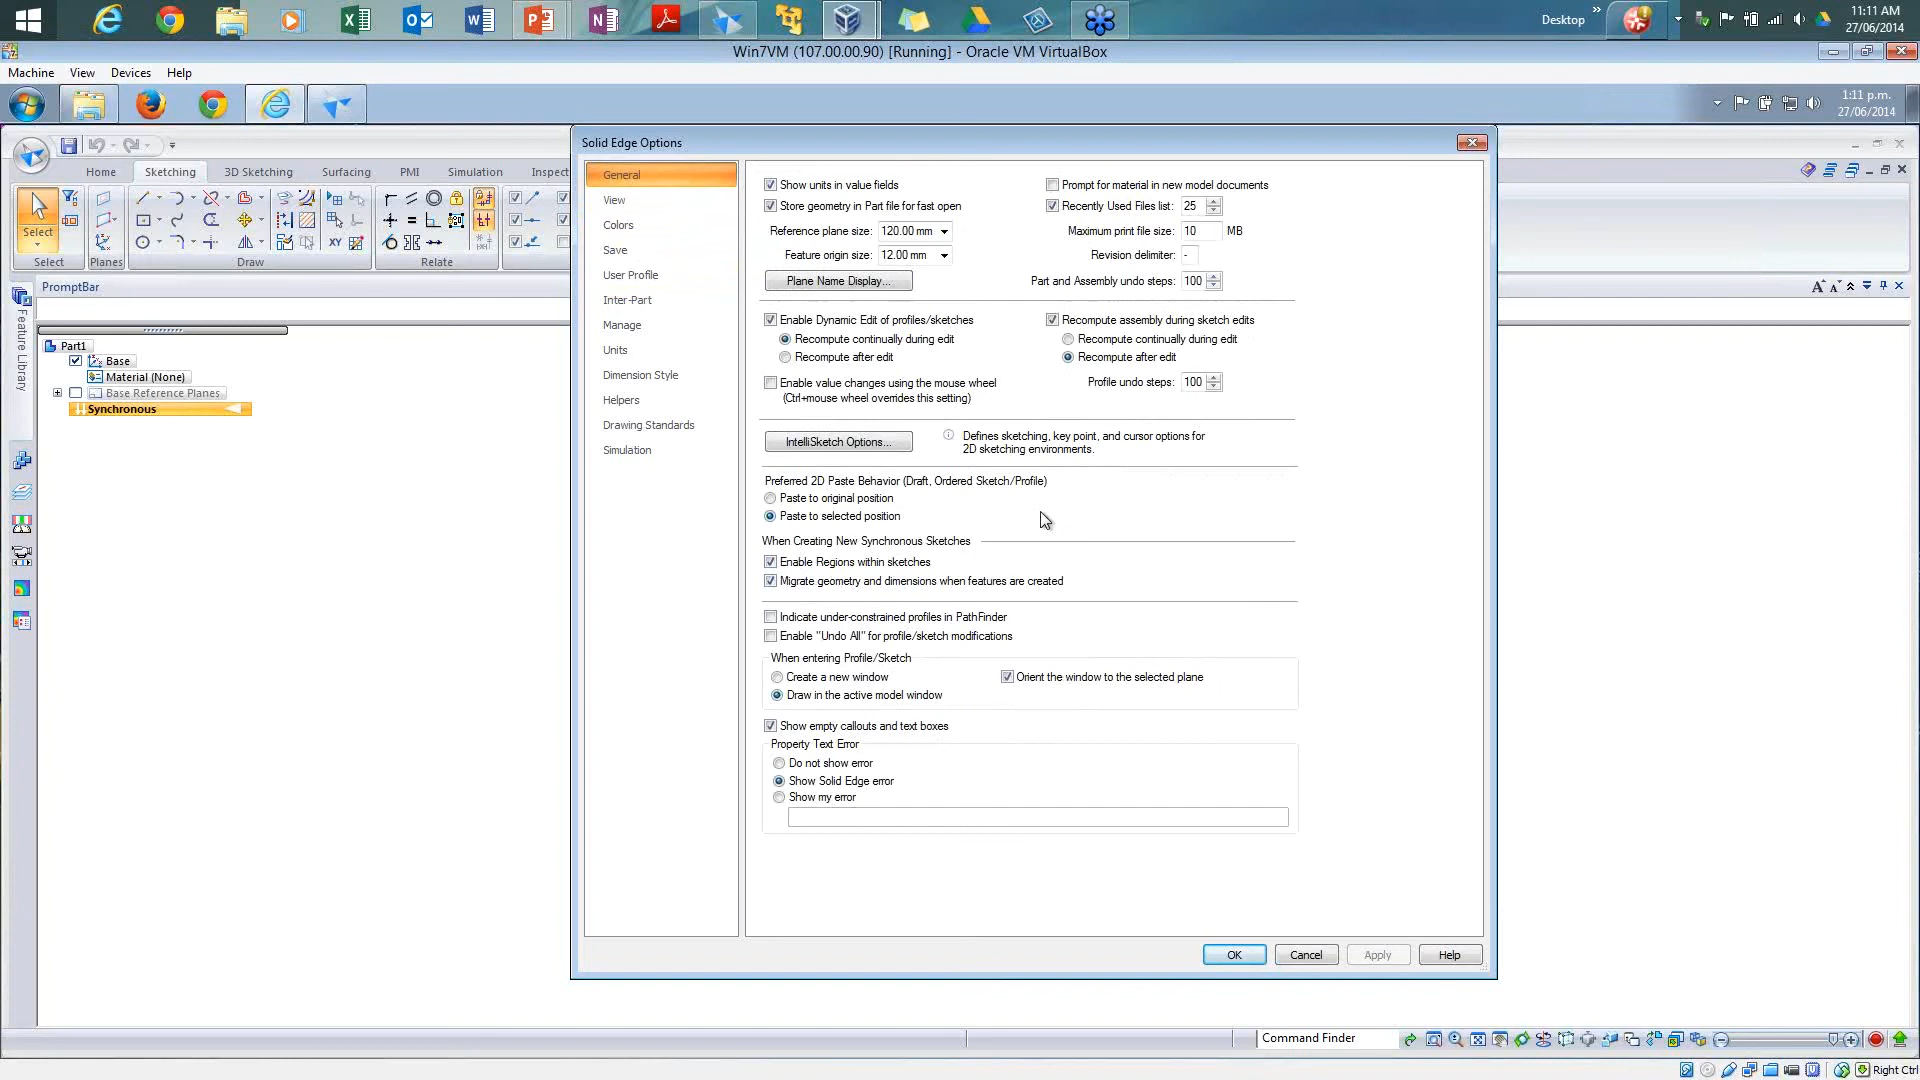 Desktop
11:11 AM
27/06/2014
Win7VM (107.00.00.90) [Running] - Oracle VM VirtualBox
Machine View Devices Help
1:11 p.m.
27/06/2014
Home Sketching 3D Sketching Surfacing PMI Simulation Inspect
Select
Select Planes Draw Relate
PromptBar
Feature Library
Part1
Base
Material (None)
Base Reference Planes
Synchronous
Solid Edge Options
General
View
Colors
Save
User Profile
Inter-Part
Manage
Units
Dimension Style
Helpers
Drawing Standards
Simulation
Show units in value fields
Prompt for material in new model documents
Store geometry in Part file for fast open
Recently Used Files list: 25
Reference plane size: 120.00 mm
Maximum print file size: 10 MB
Feature origin size: 12.00 mm
Revision delimiter: -
Plane Name Display...
Part and Assembly undo steps: 100
Enable Dynamic Edit of profiles/sketches
Recompute assembly during sketch edits
Recompute continually during edit
Recompute continually during edit
Recompute after edit
Recompute after edit
Enable value changes using the mouse wheel
(Ctrl+mouse wheel overrides this setting)
Profile undo steps: 100
IntelliSketch Options...
Defines sketching, key point, and cursor options for
2D sketching environments.
Preferred 2D Paste Behavior (Draft, Ordered Sketch/Profile)
Paste to original position
Paste to selected position
When Creating New Synchronous Sketches
Enable Regions within sketches
Migrate geometry and dimensions when features are created
Indicate under-constrained profiles in PathFinder
Enable "Undo All" for profile/sketch modifications
When entering Profile/Sketch
Create a new window
Orient the window to the selected plane
Draw in the active model window
Show empty callouts and text boxes
Property Text Error
Do not show error
Show Solid Edge error
Show my error
OK Cancel Apply Help
Command Finder
Right Ctrl